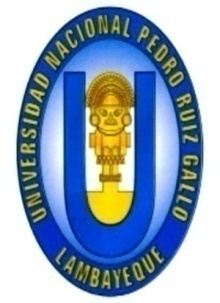 UNIVERSIDAD NACIONAL PEDRO RUIZ GALLO
LAMBAYEQUE